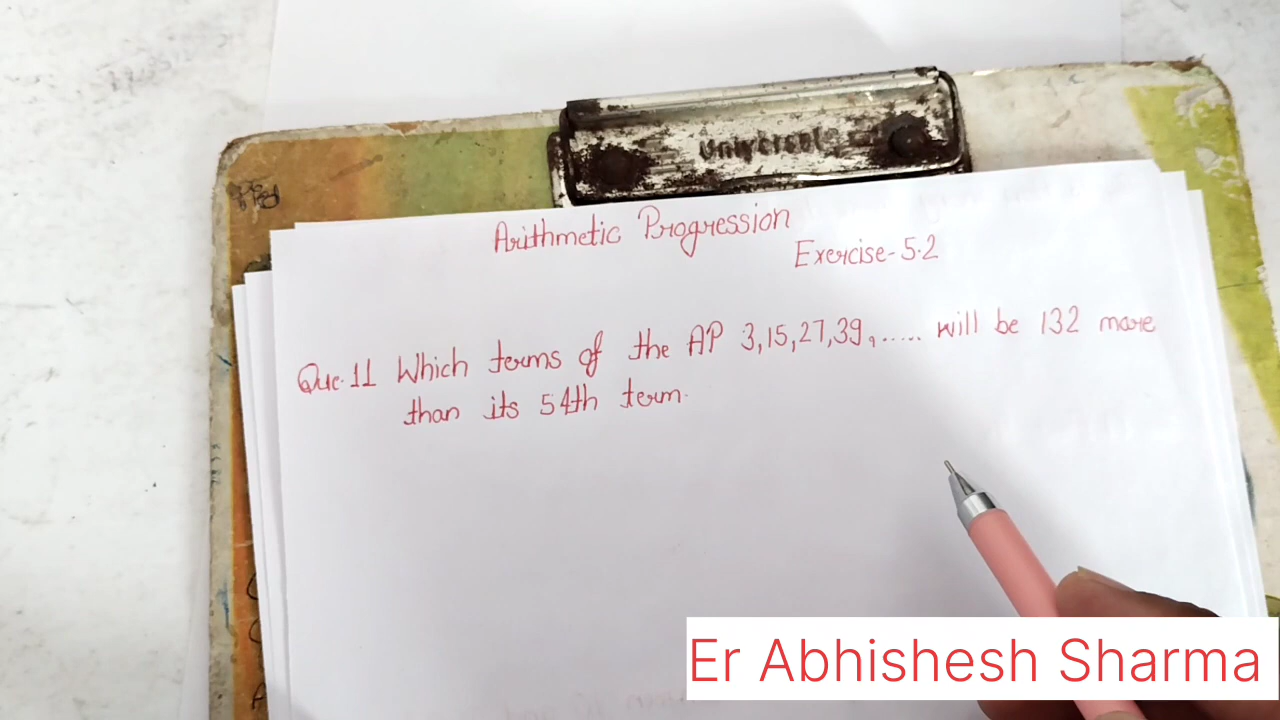 Universal
Arithmetic Progression
Exercise-5.2
Que.11 Which terms of the AP 3,15,27,39,..... will be 132 more
than its 54th term.
Er Abhishesh Sharma